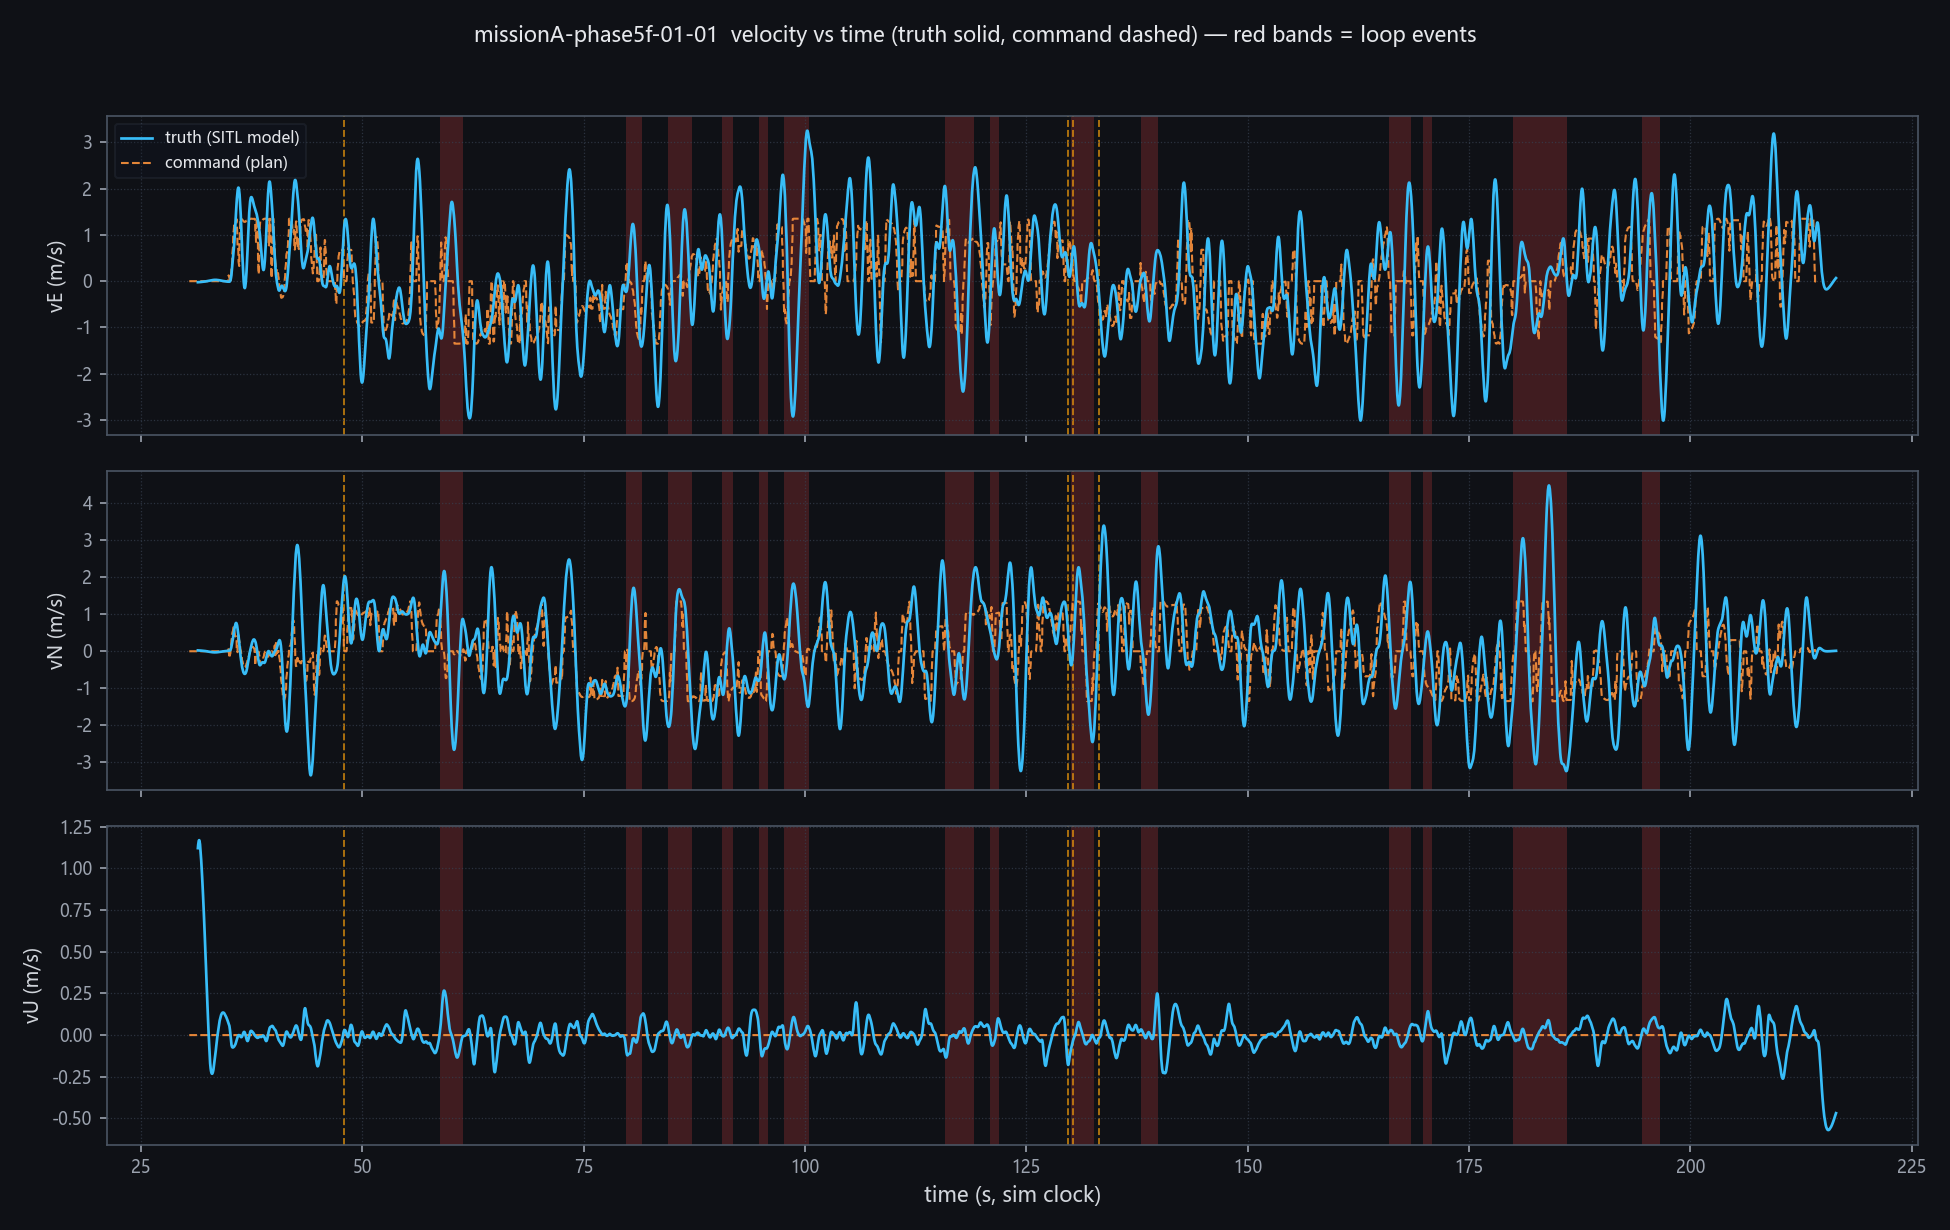 missionA-phase5f-01-01  velocity vs time (truth solid, command dashed) — red bands = loop events
truth (SITL model)
command (plan)
vE (m/s)
3
2
1
0
-1
-2
-3
vN (m/s)
4
3
2
1
0
-1
-2
-3
vU (m/s)
1.25
1.00
0.75
0.50
0.25
0.00
-0.25
-0.50
25 50 75 100 125 150 175 200 225
time (s, sim clock)